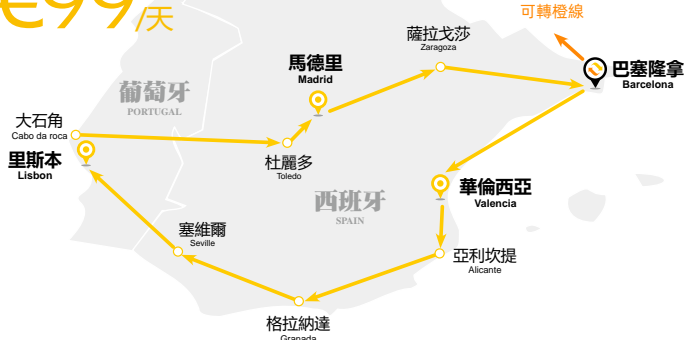 €99/天
可轉橙線
薩拉戈莎
Zaragoza
馬德里
Madrid
巴塞隆拿
Barcelona
葡萄牙
PORTUGAL
大石角
Cabo da roca
里斯本
Lisbon
杜麗多
Toledo
西班牙
SPAIN
華倫西亞
Valencia
塞維爾
Seville
亞利坎提
Alicante
格拉納達
Granada